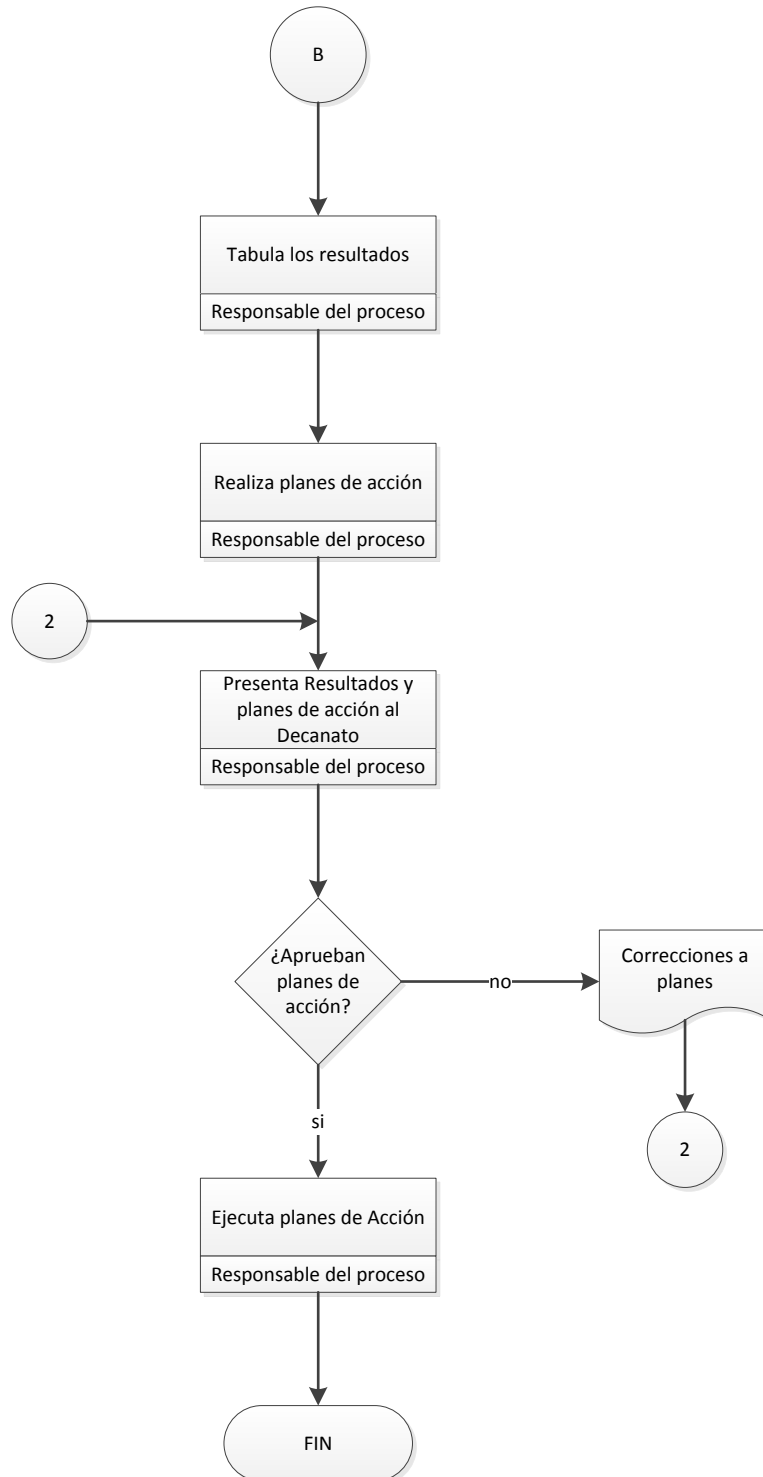 B
Tabula los resultados
Responsable del proceso
Realiza planes de acción
Responsable del proceso
2
Presenta Resultados y
planes de acción al
Decanato
Responsable del proceso
¿Aprueban
planes de
acción?
no
Correcciones a
planes
2
si
Ejecuta planes de Acción
Responsable del proceso
FIN